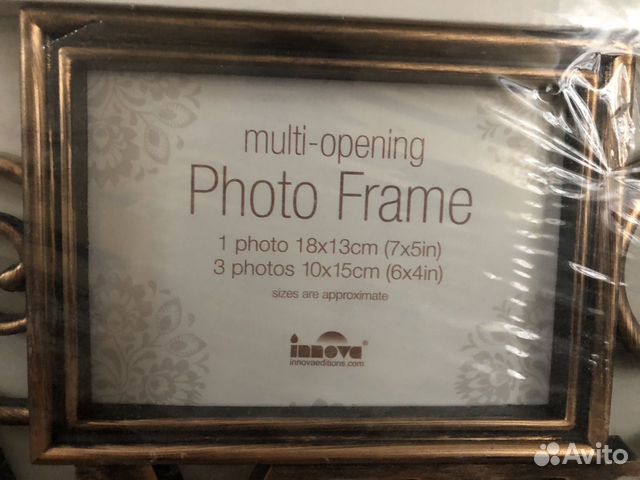 multi-opening
Photo Frame
1 photo 18x13cm (7x5in)
3 photos 10x15cm (6x4in)
sizes are approximate
innova®
innovaeditions.com
Avito